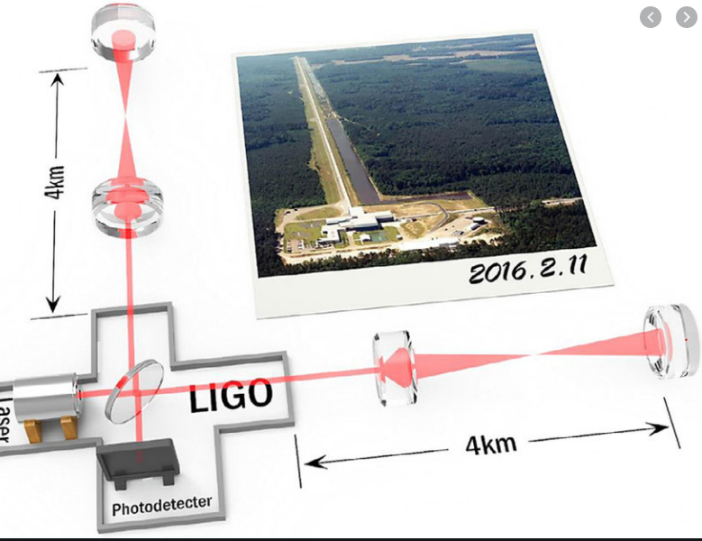 4km
2016.2.11
LIGO
Laser
4km
Photodetecter